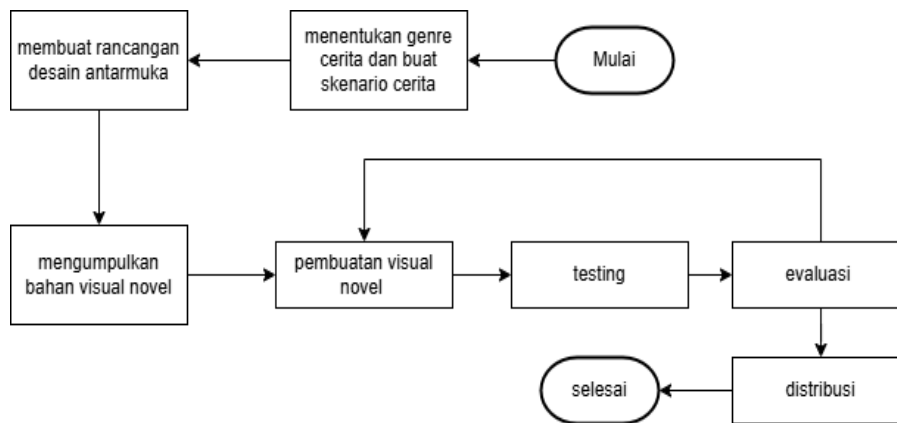 Mulai
menentukan genre
cerita dan buat
skenario cerita
membuat rancangan
desain antarmuka
mengumpulkan
bahan visual novel
pembuatan visual
novel
testing
evaluasi
distribusi
selesai